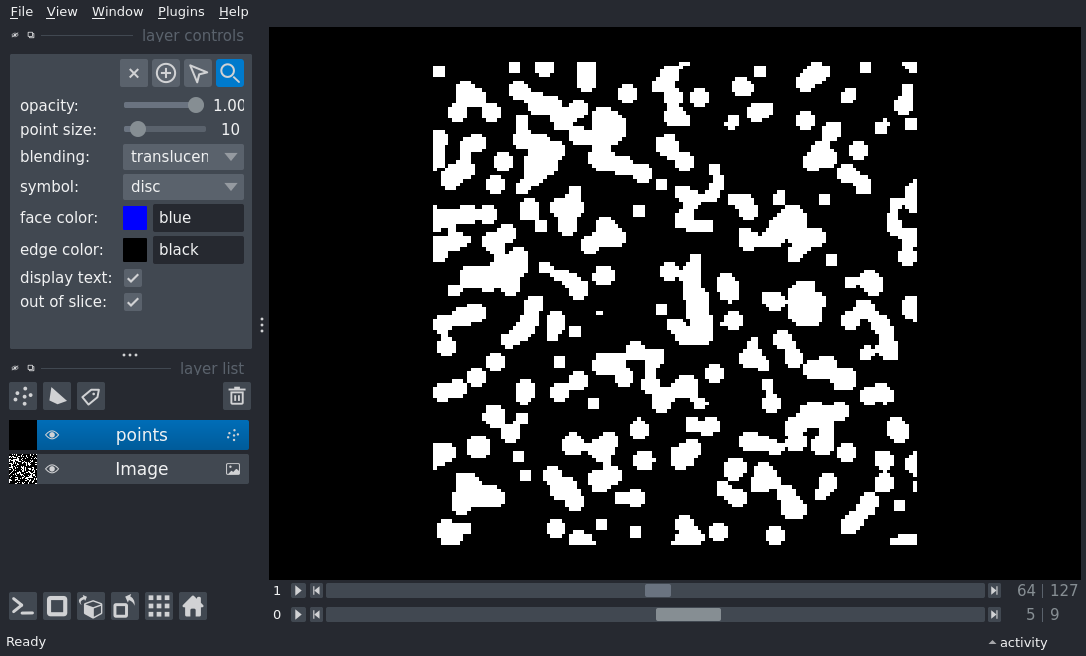 File View Window Plugins Help
layer controls
opacity: 1.00
point size: 10
blending: translucen
symbol: disc
face color: blue
edge color: black
display text:
out of slice:
layer list
points
Image
1 64 | 127
0 5 | 9
Ready activity